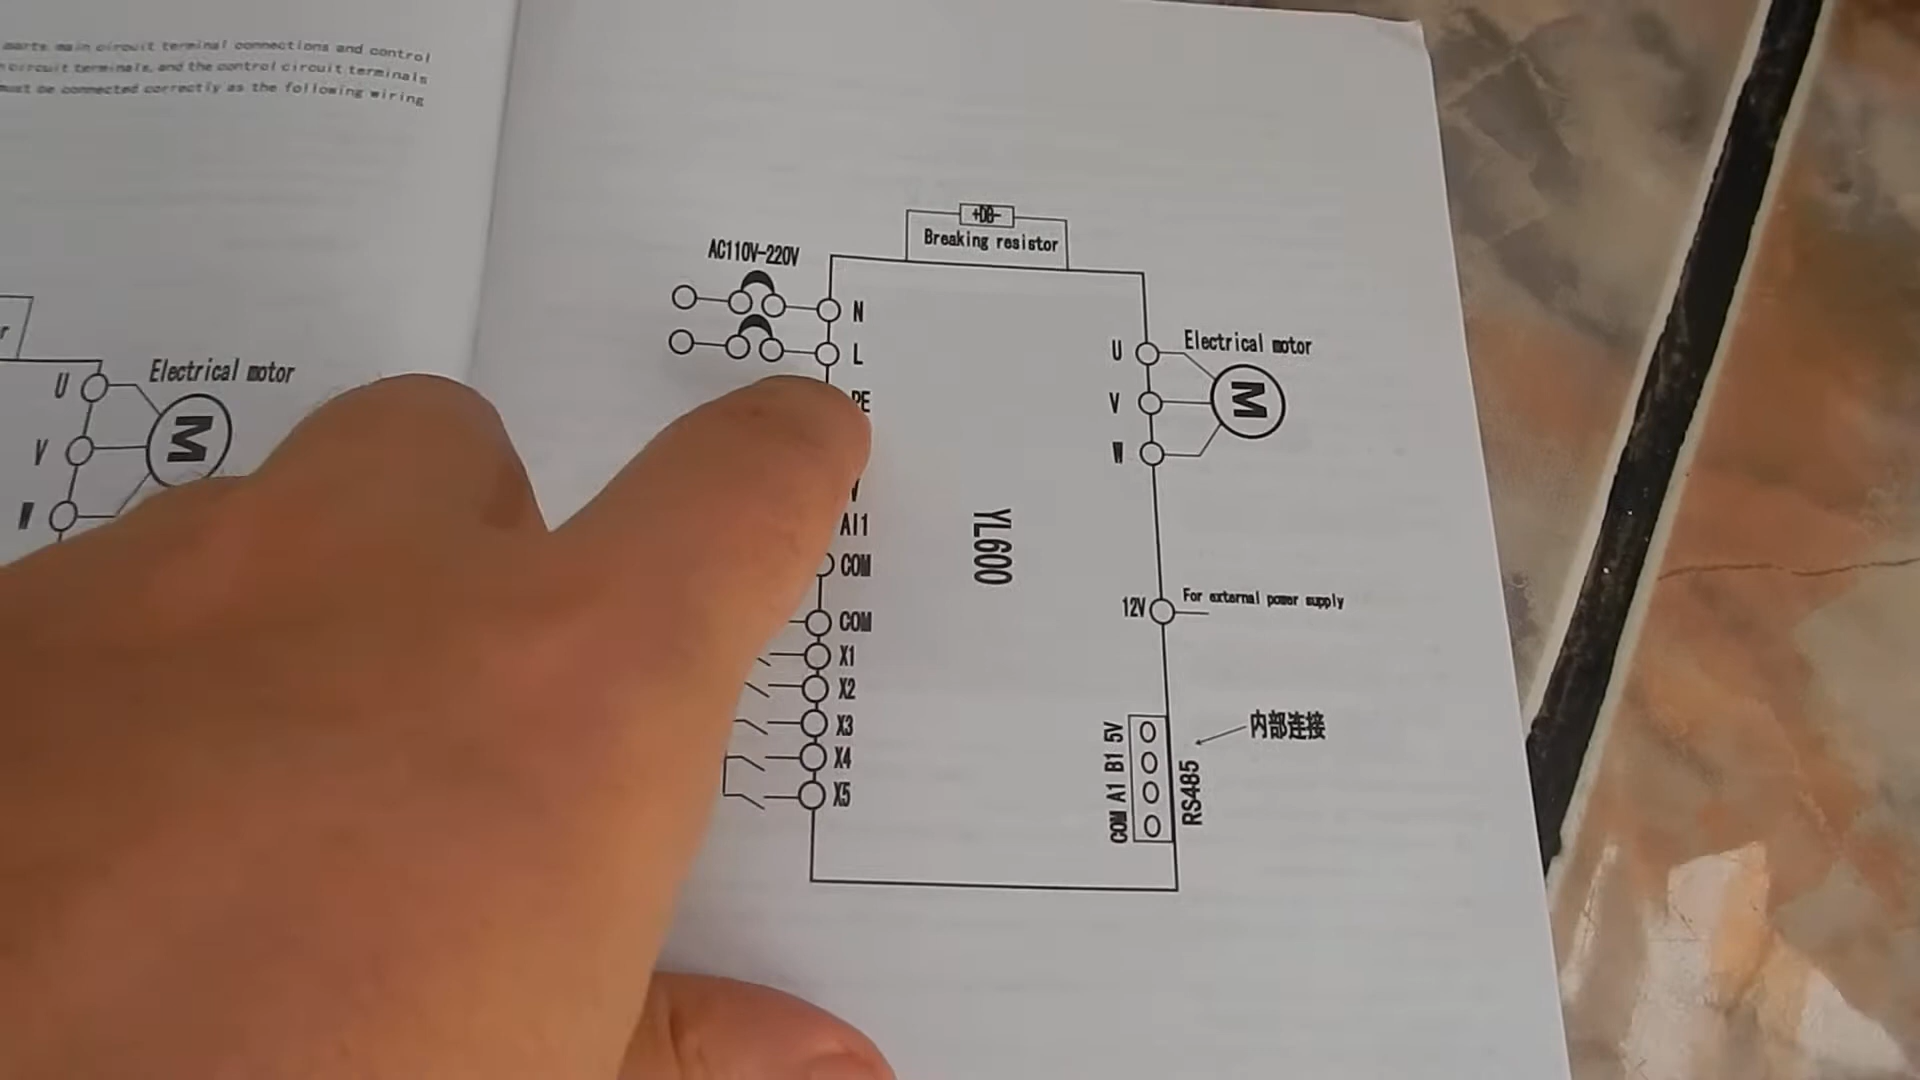 parts main circuit terminal connections and control
circuit terminals, and the control circuit terminals
must be connected correctly as the following wiring
U
Electrical motor
V
M
W
+DB-
Breaking resistor
AC110V-220V
N
L
PE
V
AI1
COM
COM
X1
X2
X3
X4
X5
YL600
U
Electrical motor
V
M
W
12V
For external power supply
COM A1 B1 5V
RS485
内部连接